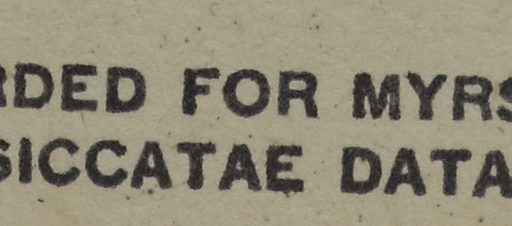 RDED FOR MYRS
SICCATAE DATA